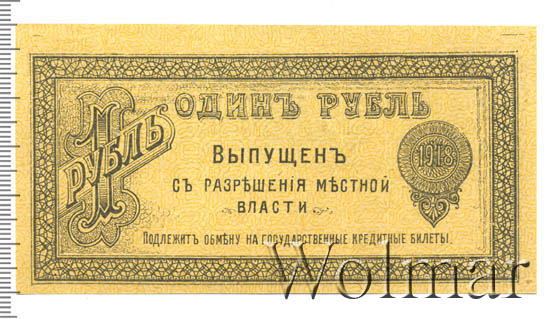 ОДИНЪ РУБЛЬ
1 РУБЛЬ
ВЫПУЩЕНЪ
СЪ РАЗРѢШЕНІЯ МѢСТНОЙ
ВЛАСТИ.
1918
ПОДЛЕЖИТЪ ОБМѢНУ НА ГОСУДАРСТВЕННЫЕ КРЕДИТНЫЕ БИЛЕТЫ.
Wolmar